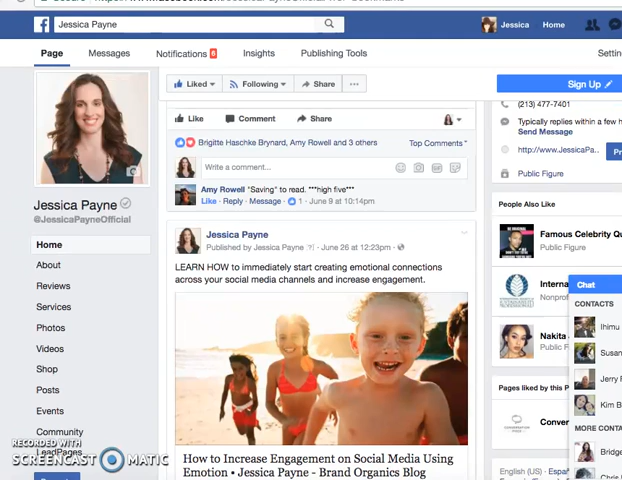 Jessica Payne
Jessica
Home
Page
Messages
Notifications 6
Insights
Publishing Tools
Liked
Following
Share
Sign Up
(213) 477-7401
Like
Comment
Share
Typically replies within a few
Send Message
Brigitte Haschke Brynard, Amy Rowell and 3 others
Top Comments
http://www.JessicaPa...
Write a comment...
Public Figure
Jessica Payne
@JessicaPayneOfficial
Amy Rowell "Saving" to read. ***high five***
Like · Reply · Message · 1 · June 9 at 10:14pm
People Also Like
Home
About
Reviews
Services
Photos
Videos
Shop
Posts
Events
Community
LeadPages
Jessica Payne
Published by Jessica Payne [?] · June 26 at 12:23pm ·
LEARN HOW to immediately start creating emotional connections
across your social media channels and increase engagement.
How to Increase Engagement on Social Media Using
Emotion • Jessica Payne - Brand Organics Blog
Famous Celebrity
Public Figure
Nakita
Public
Pages liked by this
English (US) ·
Chat
CONTACTS
Jerry
Kim
MORE
RECORDED WITH
SCREENCAST MATIC